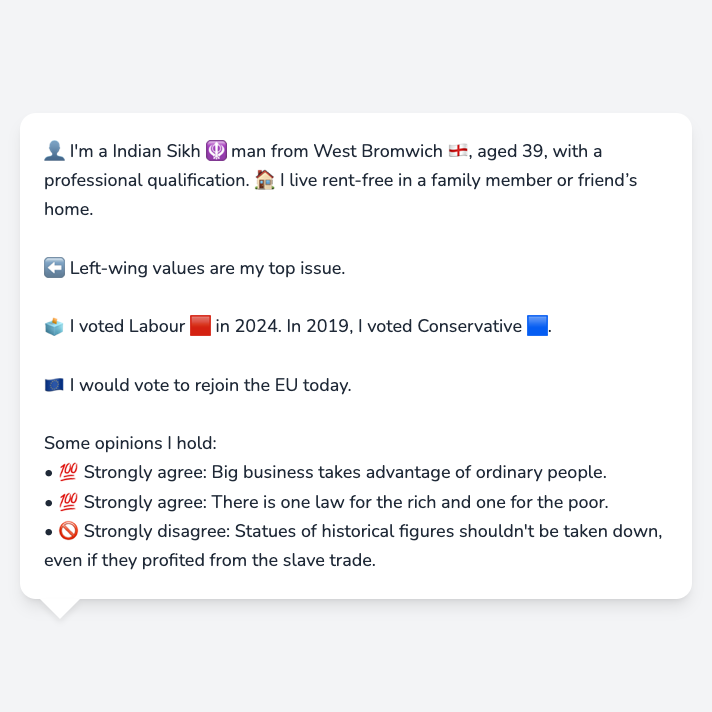 👤 I'm a Indian Sikh 🪯 man from West Bromwich 🏴󠁧󠁢󠁥󠁮󠁧󠁿, aged 39, with a
professional qualification. 🏠 I live rent-free in a family member or friend’s
home.
⬅️ Left-wing values are my top issue.
🗳️ I voted Labour 🟥 in 2024. In 2019, I voted Conservative 🟦.
🇪🇺 I would vote to rejoin the EU today.
Some opinions I hold:
• 💯 Strongly agree: Big business takes advantage of ordinary people.
• 💯 Strongly agree: There is one law for the rich and one for the poor.
• 🚫 Strongly disagree: Statues of historical figures shouldn't be taken down,
even if they profited from the slave trade.